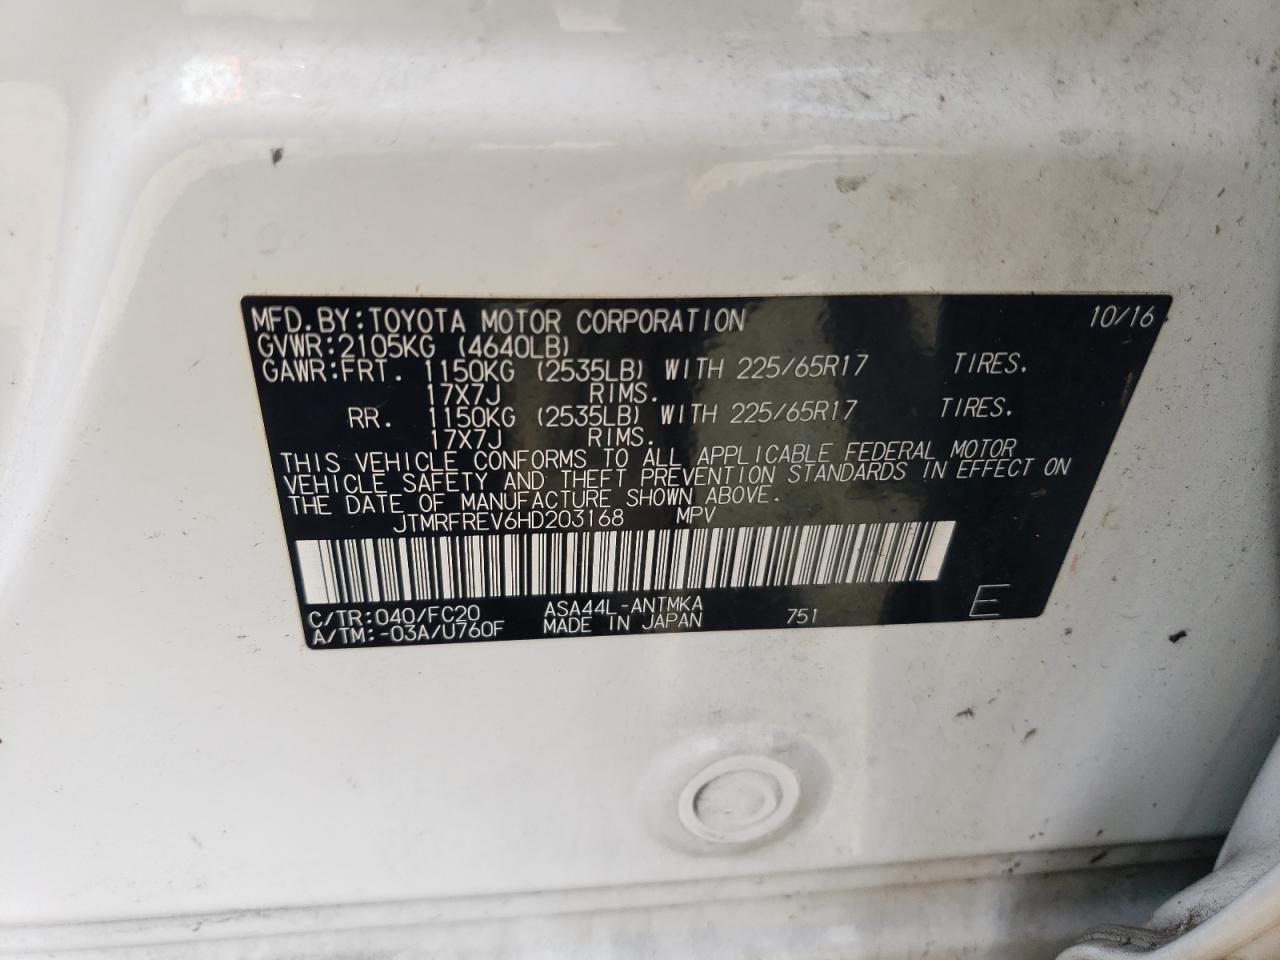 MFD.BY:TOYOTA MOTOR CORPORATION 10/16
GVWR:2105KG (4640LB)
GAWR:FRT. 1150KG (2535LB) WITH 225/65R17 TIRES.
17X7J RIMS.
RR. 1150KG (2535LB) WITH 225/65R17 TIRES.
17X7J RIMS.
THIS VEHICLE CONFORMS TO ALL APPLICABLE FEDERAL MOTOR
VEHICLE SAFETY AND THEFT PREVENTION STANDARDS IN EFFECT ON
THE DATE OF MANUFACTURE SHOWN ABOVE.
JTMRFREV6HD203168 MPV
C/TR:040/FC20 ASA44L-ANTMKA 751 E
A/TM:-03A/U760F MADE IN JAPAN